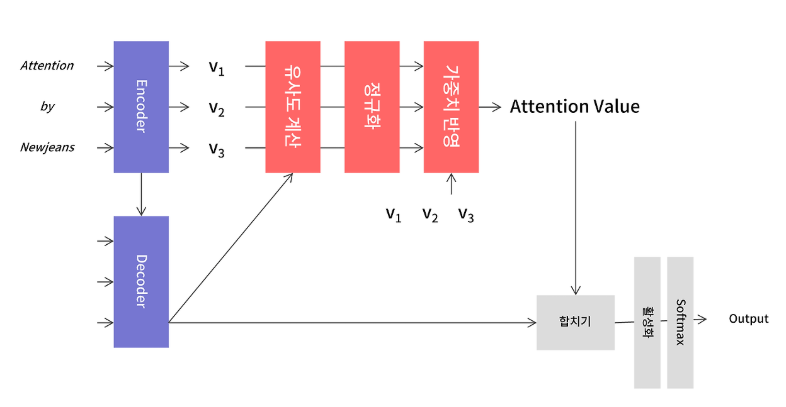 Attention
by
Newjeans
Encoder
v1
v2
v3
유사도 계산
정규화
가중치 반영
Attention Value
v1 v2 v3
Decoder
합치기
활성화
Softmax
Output